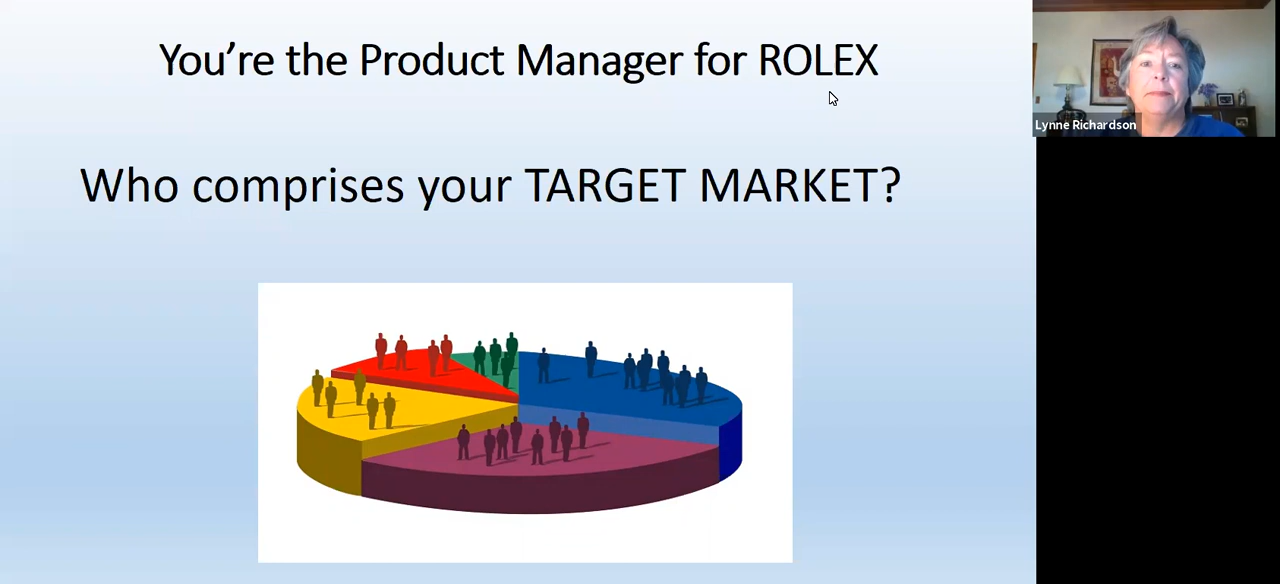 You're the Product Manager for ROLEX
Who comprises your TARGET MARKET?
Lynne Richardson